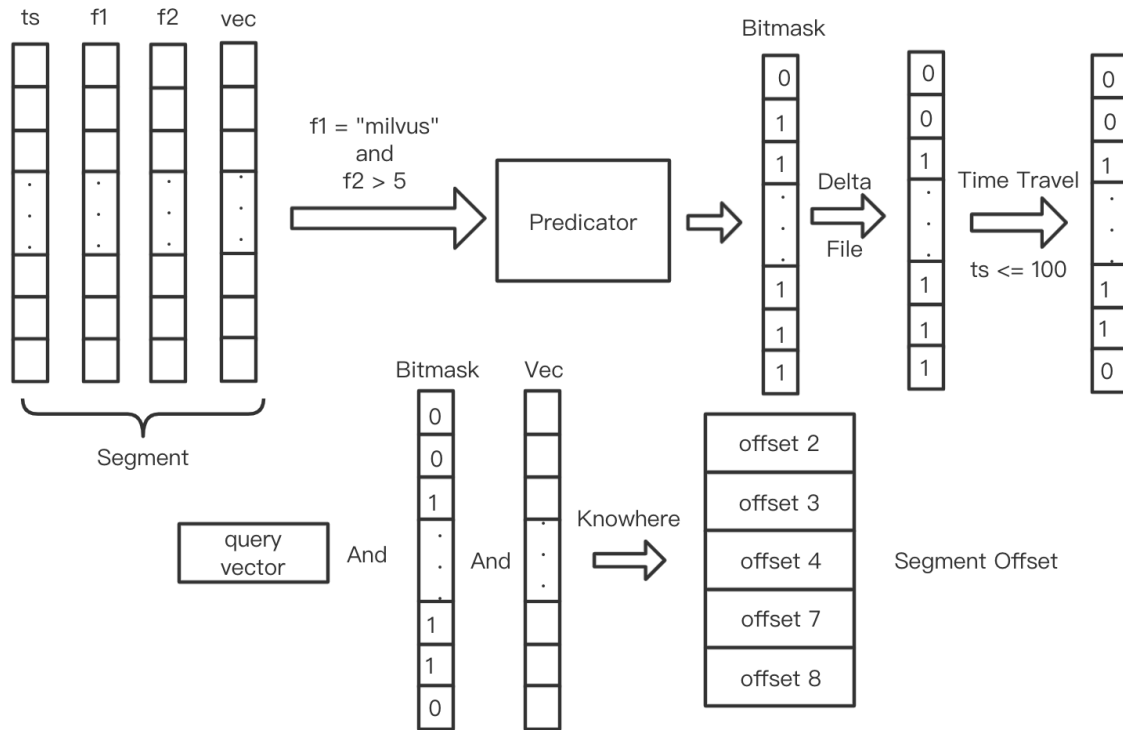 ts f1 f2 vec
f1 = "milvus"
and
f2 > 5
Predicator
Bitmask
0
1
1
1
1
1
Delta
File
0
0
1
1
1
1
Time Travel
ts <= 100
0
0
1
1
1
0
Segment
query
vector
And
Bitmask
0
0
1
1
1
0
And
Vec
Knowhere
offset 2
offset 3
offset 4
offset 7
offset 8
Segment Offset